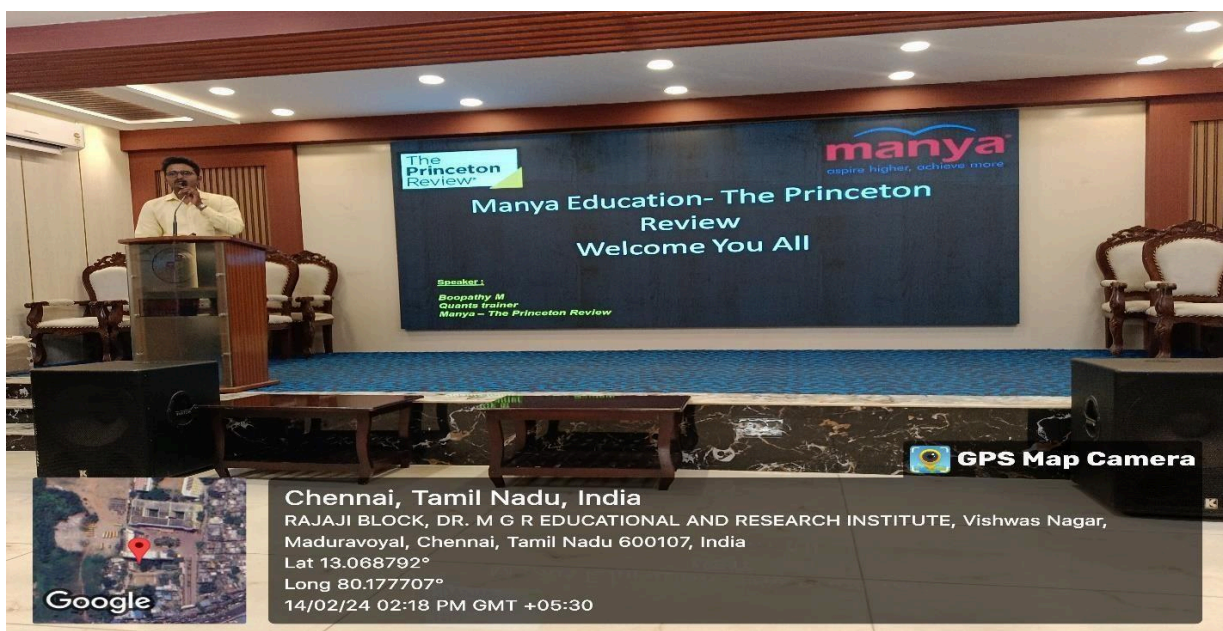 The
Princeton
Review®
manya®
aspire higher, achieve more
Manya Education- The Princeton
Review
Welcome You All
Speaker :
Boopathy M
Quants trainer
Manya – The Princeton Review
GPS Map Camera
Chennai, Tamil Nadu, India
RAJAJI BLOCK, DR. M G R EDUCATIONAL AND RESEARCH INSTITUTE, Vishwas Nagar,
Maduravoyal, Chennai, Tamil Nadu 600107, India
Lat 13.068792°
Long 80.177707°
14/02/24 02:18 PM GMT +05:30
Google